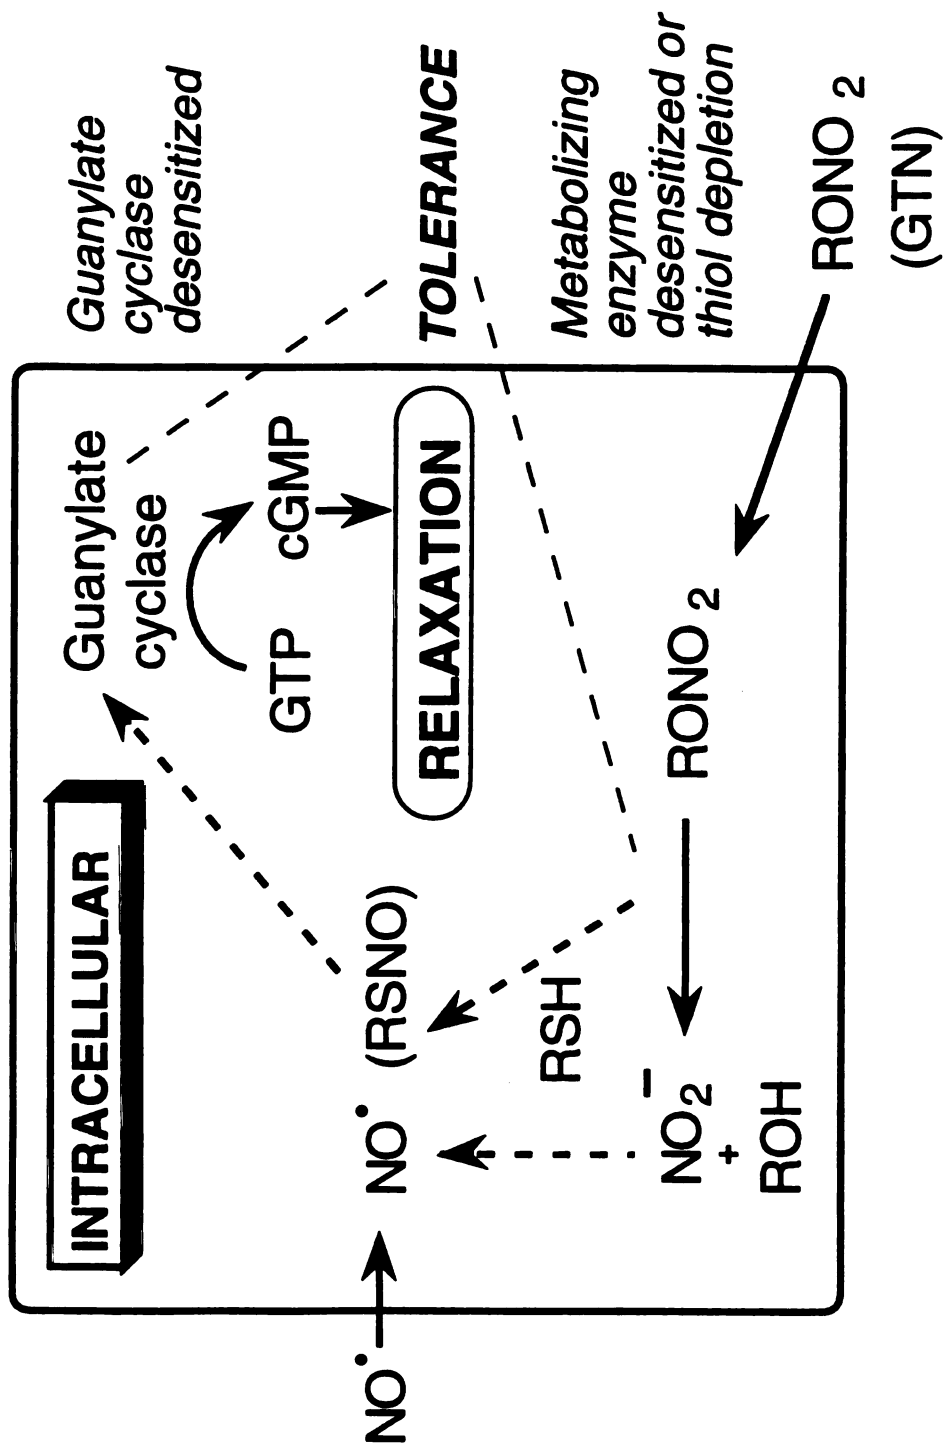 INTRACELLULAR
Guanylate
cyclase
GTP
cGMP
RELAXATION
Guanylate
cyclase
desensitized
TOLERANCE
Metabolizing
enzyme
desensitized or
thiol depletion
NO•
NO•
(RSNO)
RSH
NO2−
+
ROH
RONO2
RONO2
(GTN)